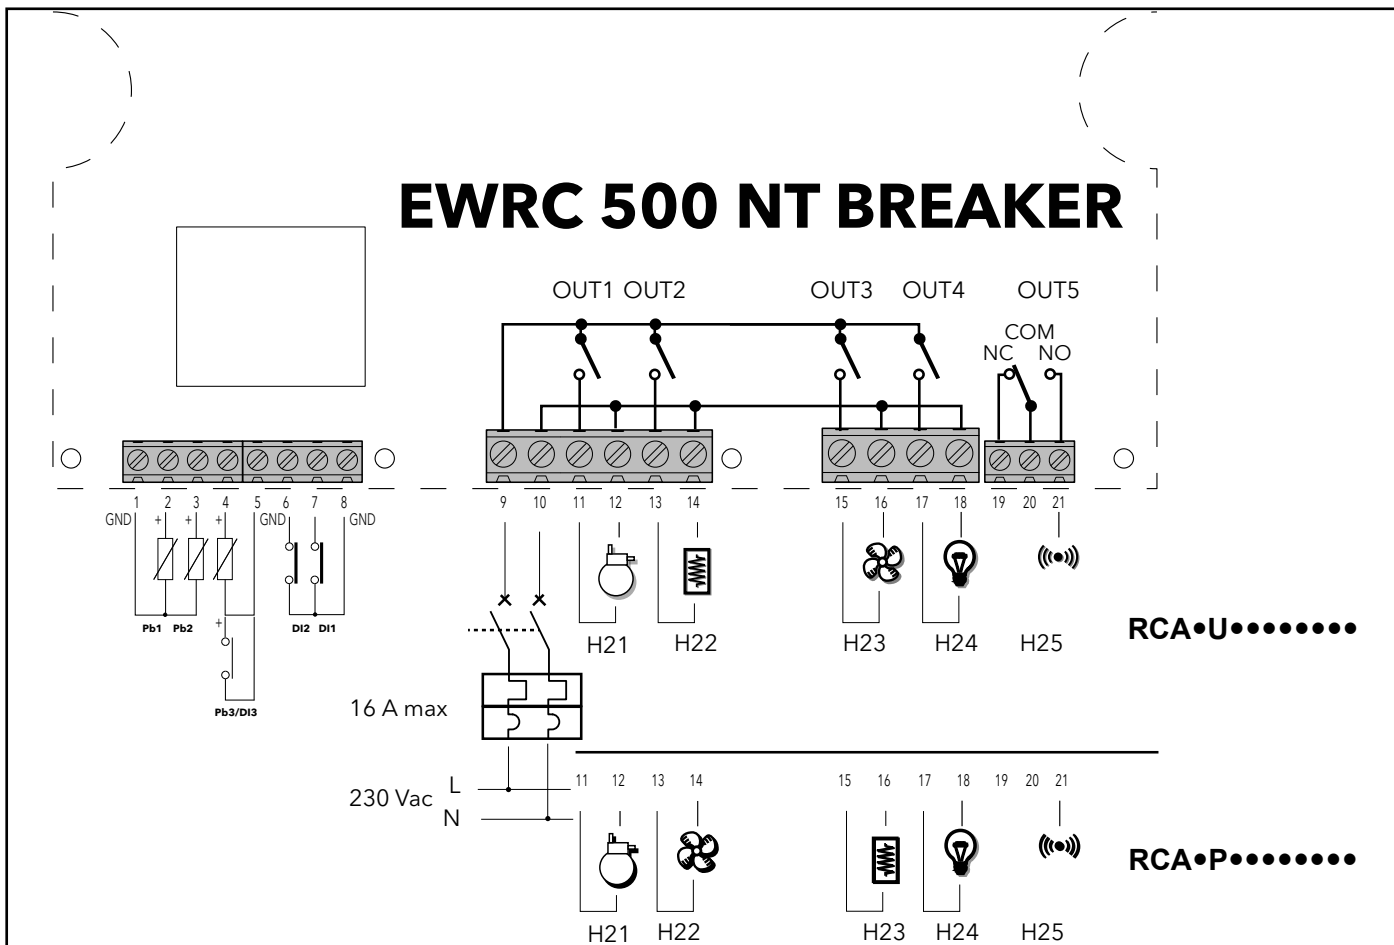 EWRC 500 NT BREAKER
OUT1 OUT2 OUT3 OUT4 OUT5
COM
NC NO
1 2 3 4 5 6 7 8 9 10 11 12 13 14 15 16 17 18 19 20 21
GND + + + GND GND
Pb1 Pb2 DI2 DI1
+
Pb3/DI3
H21 H22 H23 H24 H25
RCA•U••••••••
16 A max
230 Vac
L
N
11 12 13 14 15 16 17 18 19 20 21
RCA•P••••••••
H21 H22 H23 H24 H25